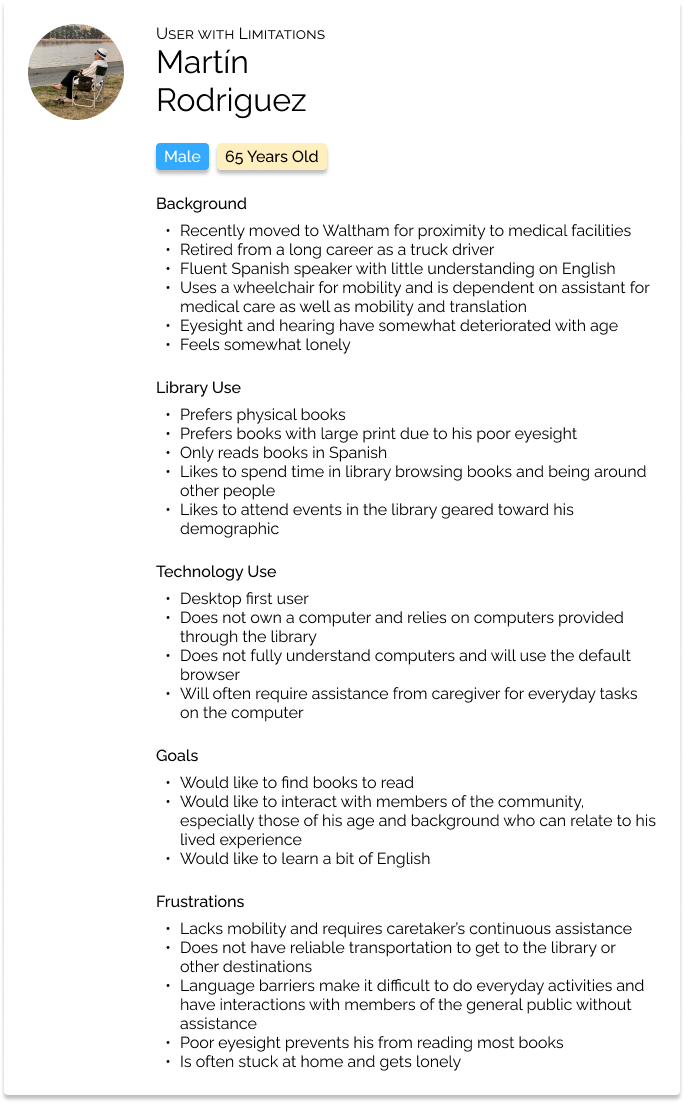 USER WITH LIMITATIONS
Martín
Rodriguez
Male 65 Years Old
Background
• Recently moved to Waltham for proximity to medical facilities
• Retired from a long career as a truck driver
• Fluent Spanish speaker with little understanding on English
• Uses a wheelchair for mobility and is dependent on assistant for
medical care as well as mobility and translation
• Eyesight and hearing have somewhat deteriorated with age
• Feels somewhat lonely
Library Use
• Prefers physical books
• Prefers books with large print due to his poor eyesight
• Only reads books in Spanish
• Likes to spend time in library browsing books and being around
other people
• Likes to attend events in the library geared toward his
demographic
Technology Use
• Desktop first user
• Does not own a computer and relies on computers provided
through the library
• Does not fully understand computers and will use the default
browser
• Will often require assistance from caregiver for everyday tasks
on the computer
Goals
• Would like to find books to read
• Would like to interact with members of the community,
especially those of his age and background who can relate to his
lived experience
• Would like to learn a bit of English
Frustrations
• Lacks mobility and requires caretaker's continuous assistance
• Does not have reliable transportation to get to the library or
other destinations
• Language barriers make it difficult to do everyday activities and
have interactions with members of the general public without
assistance
• Poor eyesight prevents his from reading most books
• Is often stuck at home and gets lonely